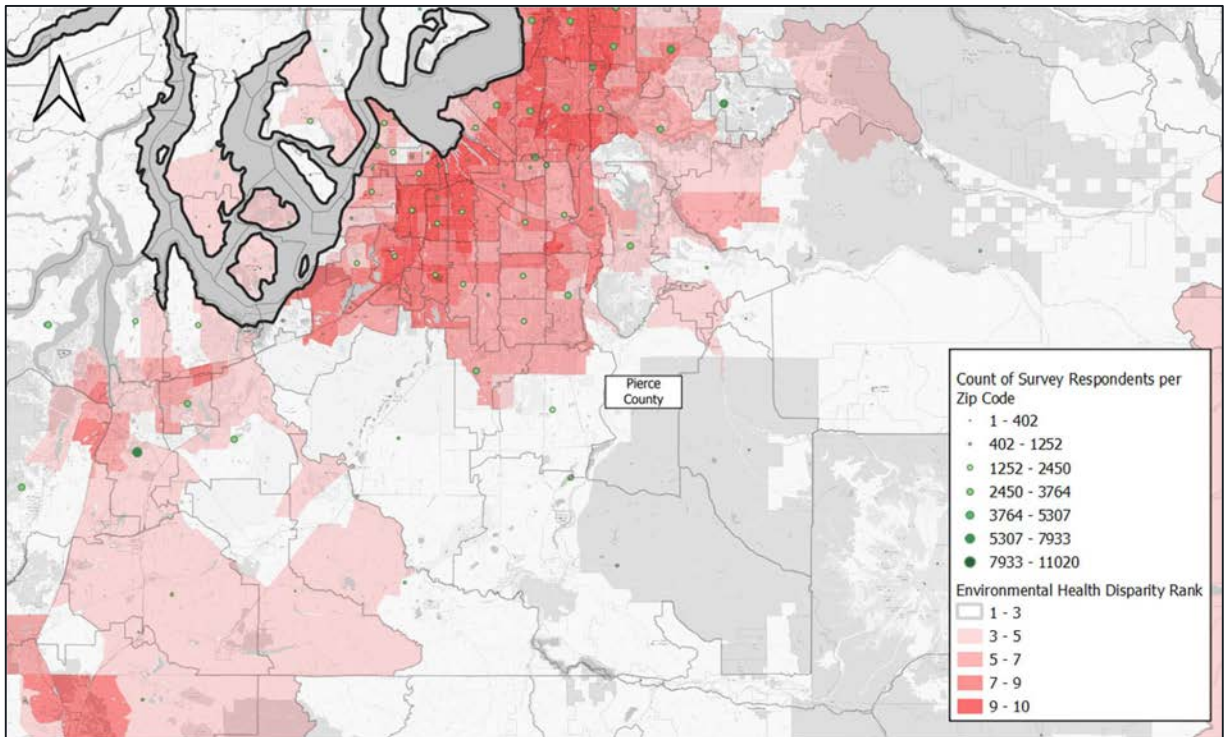 Pierce
County
Count of Survey Respondents per
Zip Code
1 - 402
402 - 1252
1252 - 2450
2450 - 3764
3764 - 5307
5307 - 7933
7933 - 11020
Environmental Health Disparity Rank
1 - 3
3 - 5
5 - 7
7 - 9
9 - 10